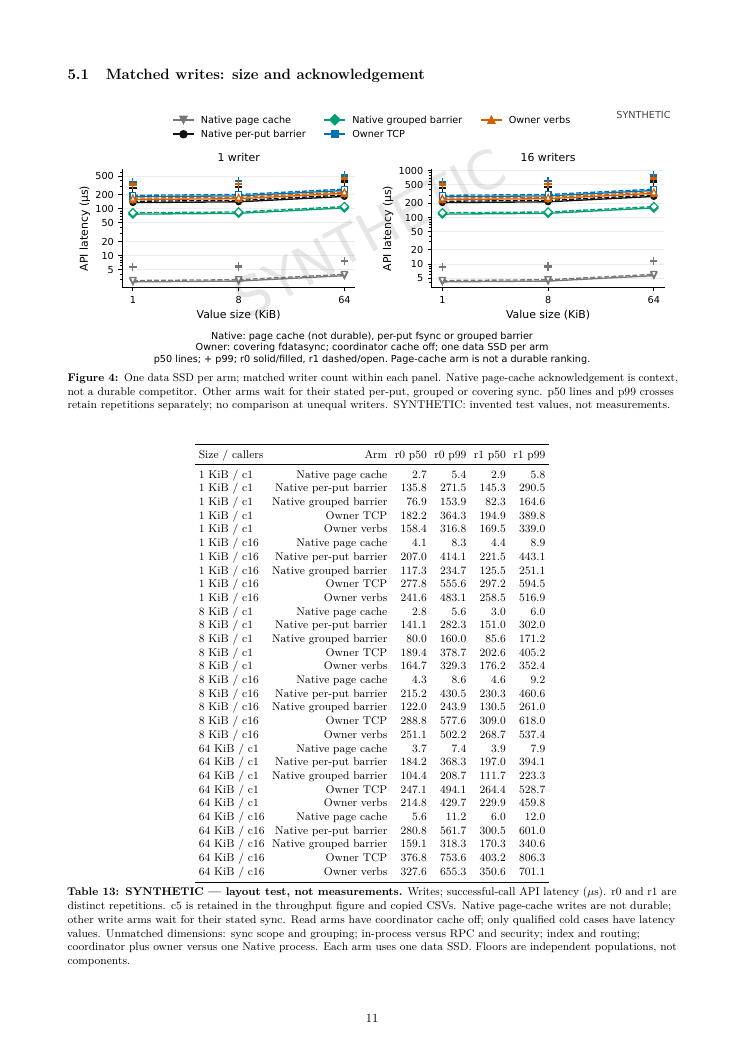 5.1 Matched writes: size and acknowledgement
SYNTHETIC
Native page cache
Native per-put barrier
Native grouped barrier
Owner TCP
Owner verbs
1 writer
API latency (µs)
500
200
100
50
20
10
5
1
8
64
Value size (KiB)
16 writers
API latency (µs)
1000
500
200
100
50
20
10
5
1
8
64
Value size (KiB)
SYNTHETIC
Native: page cache (not durable), per-put fsync or grouped barrier
Owner: covering fdatasync; coordinator cache off; one data SSD per arm
p50 lines; + p99; r0 solid/filled, r1 dashed/open. Page-cache arm is not a durable ranking.
Figure 4: One data SSD per arm; matched writer count within each panel. Native page-cache acknowledgement is context,
not a durable competitor. Other arms wait for their stated per-put, grouped or covering sync. p50 lines and p99 crosses
retain repetitions separately; no comparison at unequal writers. SYNTHETIC: invented test values, not measurements.
Size / callers Arm r0 p50 r0 p99 r1 p50 r1 p99
1 KiB / c1 Native page cache 2.7 5.4 2.9 5.8
1 KiB / c1 Native per-put barrier 135.8 271.5 145.3 290.5
1 KiB / c1 Native grouped barrier 76.9 153.9 82.3 164.6
1 KiB / c1 Owner TCP 182.2 364.3 194.9 389.8
1 KiB / c1 Owner verbs 158.4 316.8 169.5 339.0
1 KiB / c16 Native page cache 4.1 8.3 4.4 8.9
1 KiB / c16 Native per-put barrier 207.0 414.1 221.5 443.1
1 KiB / c16 Native grouped barrier 117.3 234.7 125.5 251.1
1 KiB / c16 Owner TCP 277.8 555.6 297.2 594.5
1 KiB / c16 Owner verbs 241.6 483.1 258.5 516.9
8 KiB / c1 Native page cache 2.8 5.6 3.0 6.0
8 KiB / c1 Native per-put barrier 141.1 282.3 151.0 302.0
8 KiB / c1 Native grouped barrier 80.0 160.0 85.6 171.2
8 KiB / c1 Owner TCP 189.4 378.7 202.6 405.2
8 KiB / c1 Owner verbs 164.7 329.3 176.2 352.4
8 KiB / c16 Native page cache 4.3 8.6 4.6 9.2
8 KiB / c16 Native per-put barrier 215.2 430.5 230.3 460.6
8 KiB / c16 Native grouped barrier 122.0 243.9 130.5 261.0
8 KiB / c16 Owner TCP 288.8 577.6 309.0 618.0
8 KiB / c16 Owner verbs 251.1 502.2 268.7 537.4
64 KiB / c1 Native page cache 3.7 7.4 3.9 7.9
64 KiB / c1 Native per-put barrier 184.2 368.3 197.0 394.1
64 KiB / c1 Native grouped barrier 104.4 208.7 111.7 223.3
64 KiB / c1 Owner TCP 247.1 494.1 264.4 528.7
64 KiB / c1 Owner verbs 214.8 429.7 229.9 459.8
64 KiB / c16 Native page cache 5.6 11.2 6.0 12.0
64 KiB / c16 Native per-put barrier 280.8 561.7 300.5 601.0
64 KiB / c16 Native grouped barrier 159.1 318.3 170.3 340.6
64 KiB / c16 Owner TCP 376.8 753.6 403.2 806.3
64 KiB / c16 Owner verbs 327.6 655.3 350.6 701.1
Table 13: SYNTHETIC — layout test, not measurements. Writes; successful-call API latency (µs). r0 and r1 are
distinct repetitions. c5 is retained in the throughput figure and copied CSVs. Native page-cache writes are not durable;
other write arms wait for their stated sync. Read arms have coordinator cache off; only qualified cold cases have latency
values. Unmatched dimensions: sync scope and grouping; in-process versus RPC and security; index and routing;
coordinator plus owner versus one Native process. Each arm uses one data SSD. Floors are independent populations, not
components.
11